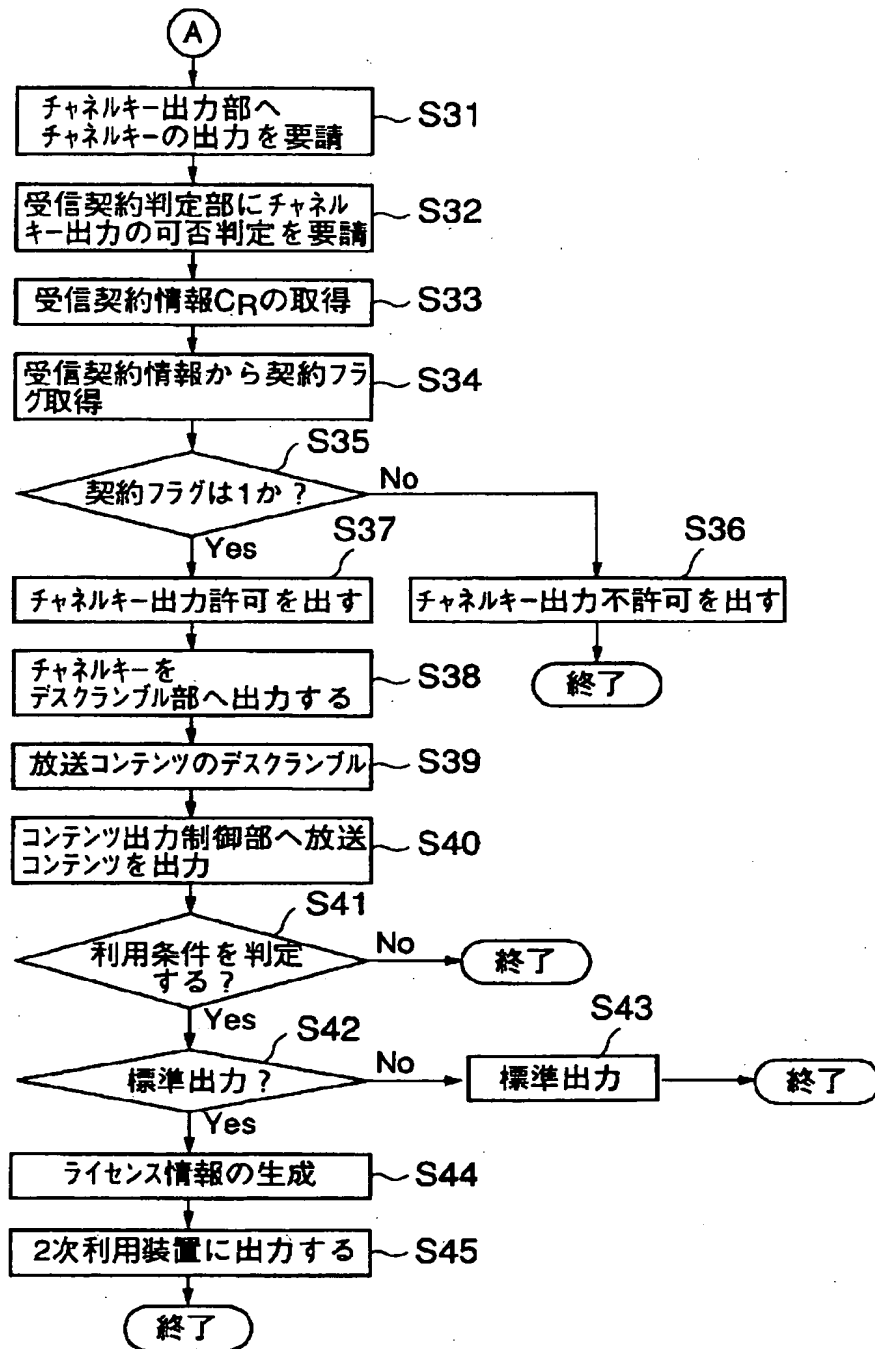 A
チャネルキー出力部へ
チャネルキーの出力を要請
S31
受信契約判定部にチャネル
キー出力の可否判定を要請
S32
受信契約情報CRの取得
S33
受信契約情報から契約フラ
グ取得
S34
S35
契約フラグは1か?
No
Yes
S37
S36
チャネルキー出力許可を出す
チャネルキー出力不許可を出す
チャネルキーを
デスクランブル部へ出力する
S38
終了
放送コンテンツのデスクランブル
S39
コンテンツ出力制御部へ放送
コンテンツを出力
S40
S41
利用条件を判定
する?
No
終了
Yes
S42
S43
標準出力?
No
標準出力
終了
Yes
ライセンス情報の生成
S44
2次利用装置に出力する
S45
終了